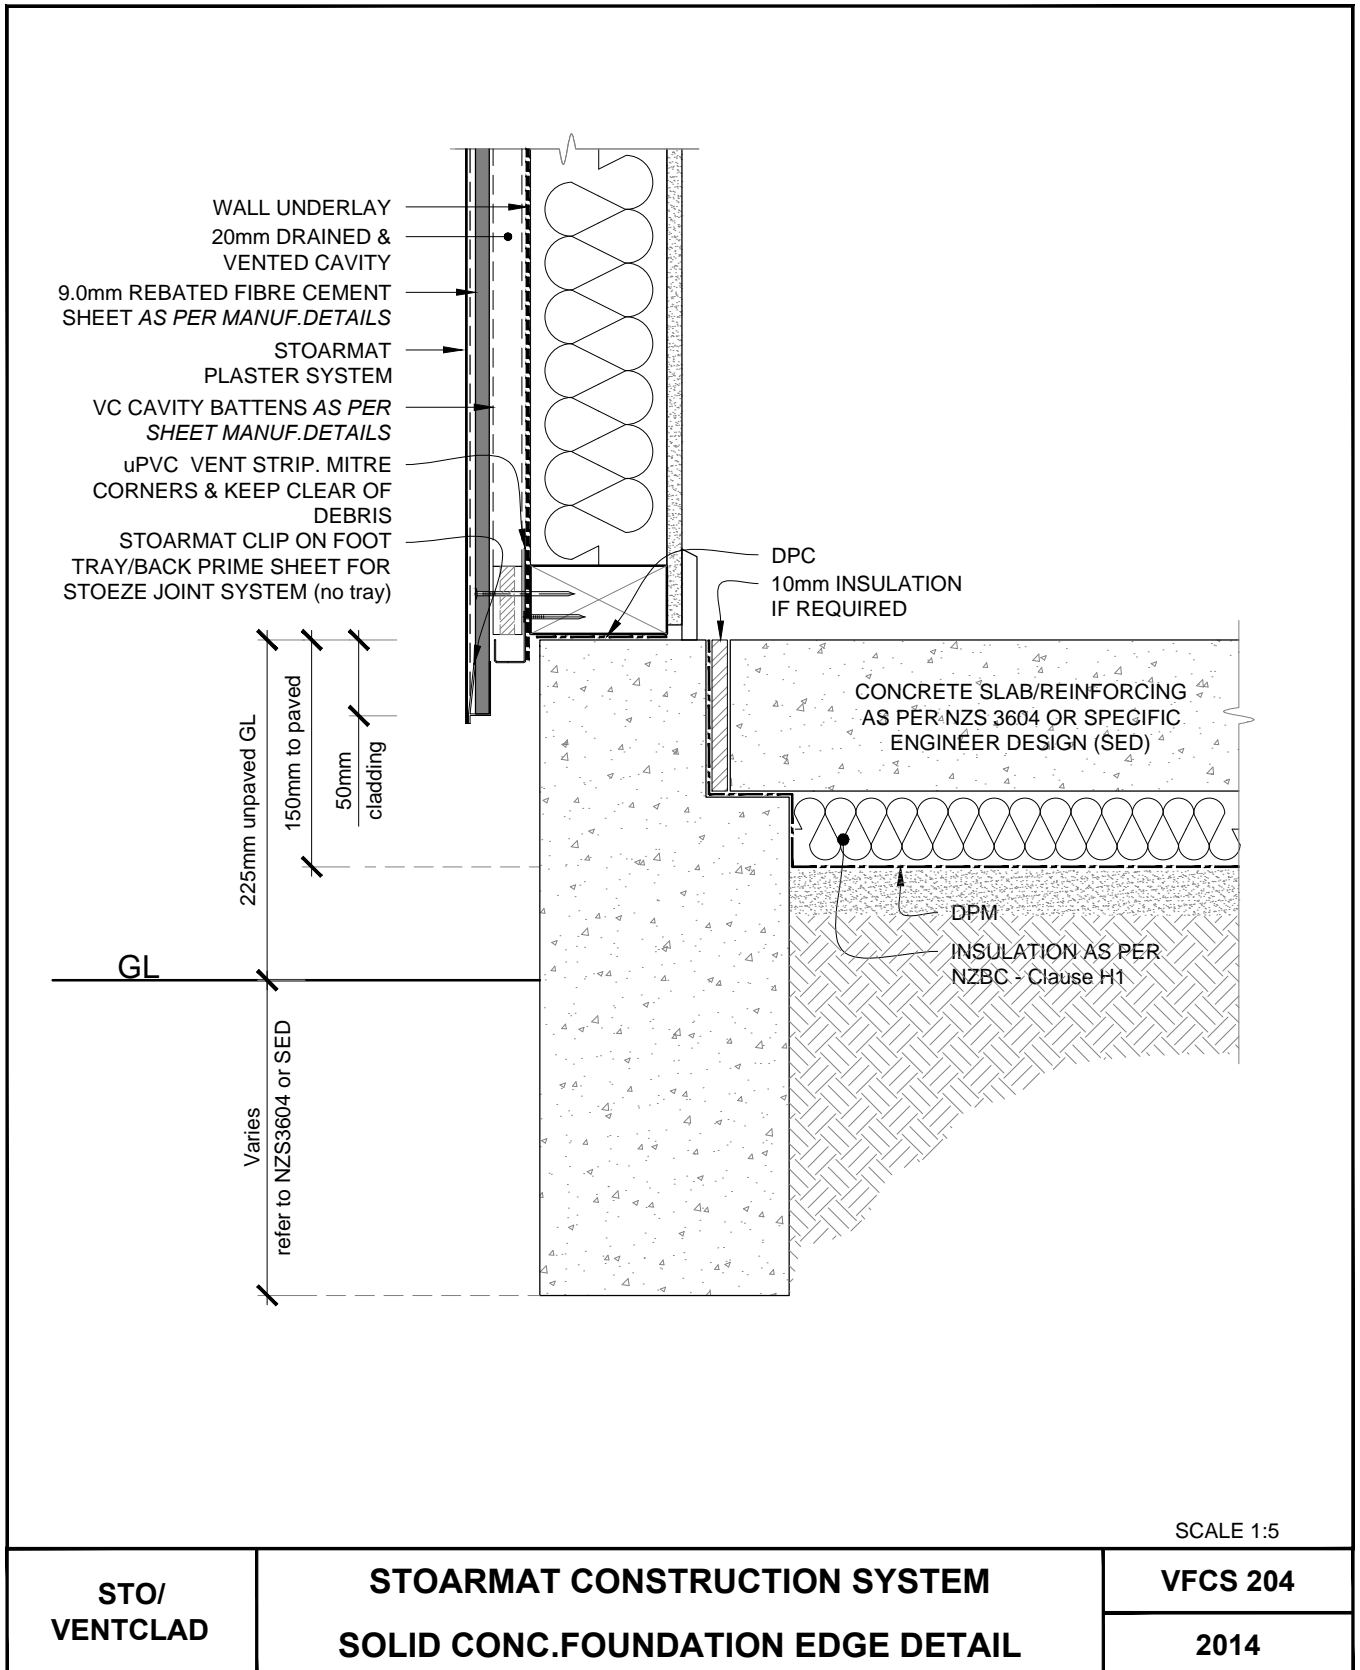 WALL UNDERLAY
20mm DRAINED &
VENTED CAVITY
9.0mm REBATED FIBRE CEMENT
SHEET AS PER MANUF.DETAILS
STOARMAT
PLASTER SYSTEM
VC CAVITY BATTENS AS PER
SHEET MANUF.DETAILS
uPVC VENT STRIP. MITRE
CORNERS & KEEP CLEAR OF
DEBRIS
STOARMAT CLIP ON FOOT
TRAY/BACK PRIME SHEET FOR
STOEZE JOINT SYSTEM (no tray)
DPC
10mm INSULATION
IF REQUIRED
CONCRETE SLAB/REINFORCING
AS PER NZS 3604 OR SPECIFIC
ENGINEER DESIGN (SED)
225mm unpaved GL
150mm to paved
50mm
cladding
DPM
INSULATION AS PER
NZBC - Clause H1
GL
Varies
refer to NZS3604 or SED
SCALE 1:5
STO/
VENTCLAD
STOARMAT CONSTRUCTION SYSTEM
SOLID CONC.FOUNDATION EDGE DETAIL
VFCS 204
2014